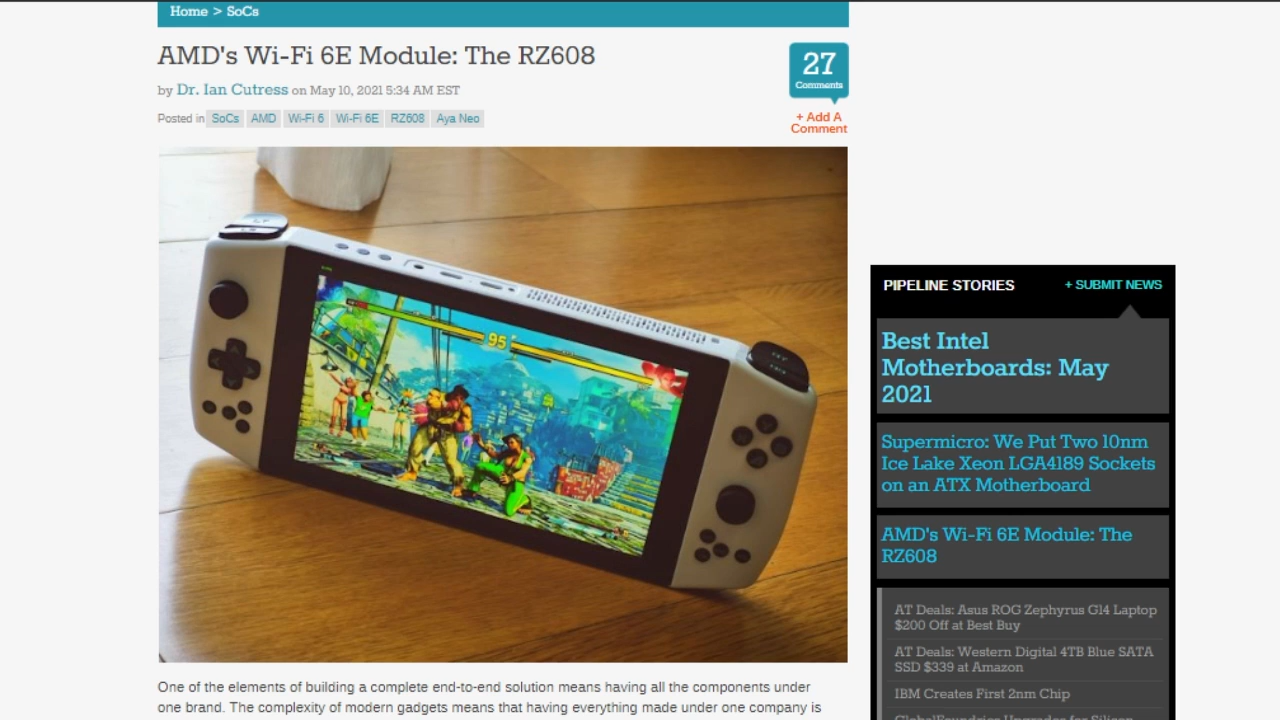 Home > SoCs
AMD's Wi-Fi 6E Module: The RZ608
by Dr. Ian Cutress on May 10, 2021 5:34 AM EST
27
Comments
+ Add A
Comment
Posted in SoCs AMD Wi-Fi 6 Wi-Fi 6E RZ608 Aya Neo
95
PIPELINE STORIES
+ SUBMIT NEWS
Best Intel
Motherboards: May
2021
Supermicro: We Put Two 10nm
Ice Lake Xeon LGA4189 Sockets
on an ATX Motherboard
AMD's Wi-Fi 6E Module: The
RZ608
AT Deals: Asus ROG Zephyrus G14 Laptop
$200 Off at Best Buy
AT Deals: Western Digital 4TB Blue SATA
SSD $339 at Amazon
IBM Creates First 2nm Chip
GlobalFoundries Upgrades for Silicon
One of the elements of building a complete end-to-end solution means having all the components under
one brand. The complexity of modern gadgets means that having everything made under one company is